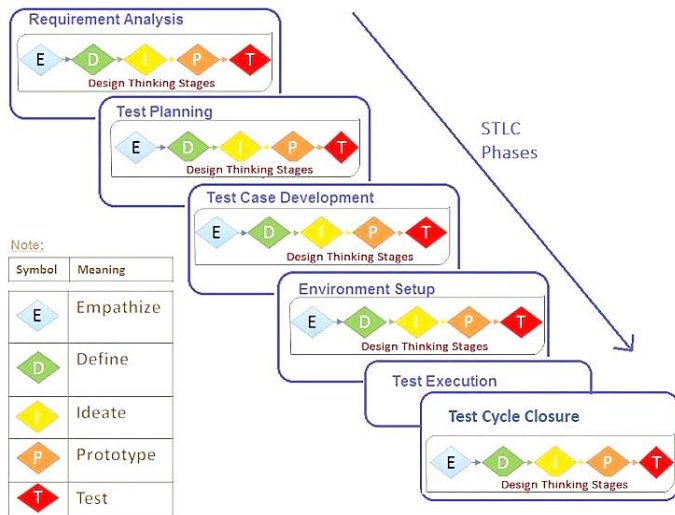 Requirement Analysis
E D I P T
Design Thinking Stages
Test Planning
E D I P T
Design Thinking Stages
STLC
Phases
Test Case Development
E D I P T
Design Thinking Stages
Note:
Symbol Meaning
E Empathize
D Define
I Ideate
P Prototype
T Test
Environment Setup
E D I P T
Design Thinking Stages
Test Execution
Test Cycle Closure
E D I P T
Design Thinking Stages